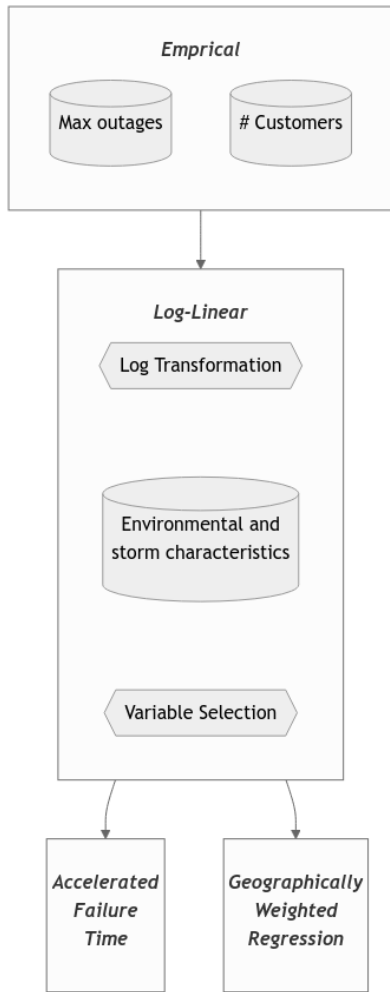 Emprical
Max outages
# Customers
Log-Linear
Log Transformation
Environmental and
storm characteristics
Variable Selection
Accelerated
Failure
Time
Geographically
Weighted
Regression